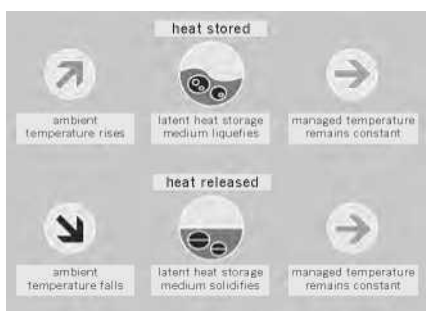 heat stored
ambient
temperature rises
latent heat storage
medium liquefies
managed temperature
remains constant
heat released
ambient
temperature falls
latent heat storage
medium solidifies
managed temperature
remains constant